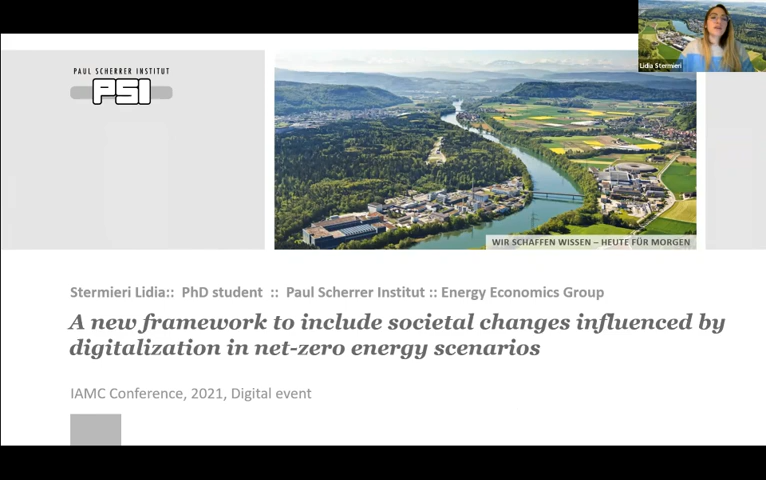 Lidia Stermieri
PAUL SCHERRER INSTITUT
PSI
WIR SCHAFFEN WISSEN – HEUTE FÜR MORGEN
Stermieri Lidia:: PhD student :: Paul Scherrer Institut :: Energy Economics Group
A new framework to include societal changes influenced by
digitalization in net-zero energy scenarios
IAMC Conference, 2021, Digital event